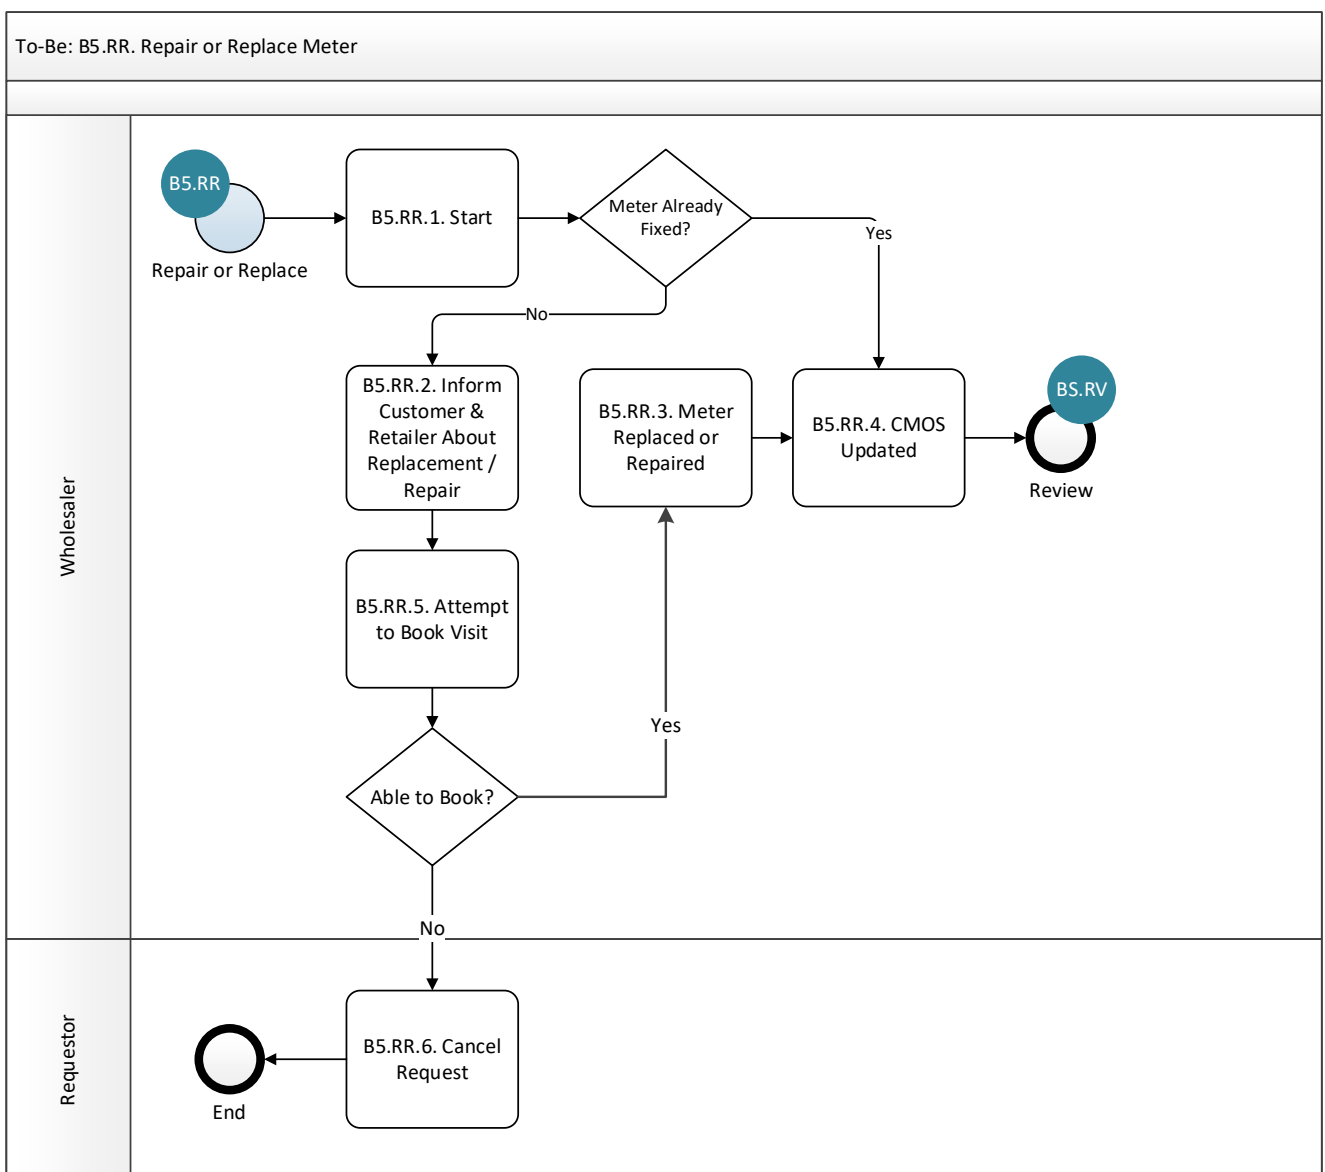 To-Be: B5.RR. Repair or Replace Meter
Wholesaler
B5.RR
Repair or Replace
B5.RR.1. Start
Meter Already
Fixed?
Yes
No
B5.RR.2. Inform
Customer &
Retailer About
Replacement /
Repair
B5.RR.3. Meter
Replaced or
Repaired
B5.RR.4. CMOS
Updated
BS.RV
Review
B5.RR.5. Attempt
to Book Visit
Yes
Able to Book?
No
Requestor
B5.RR.6. Cancel
Request
End